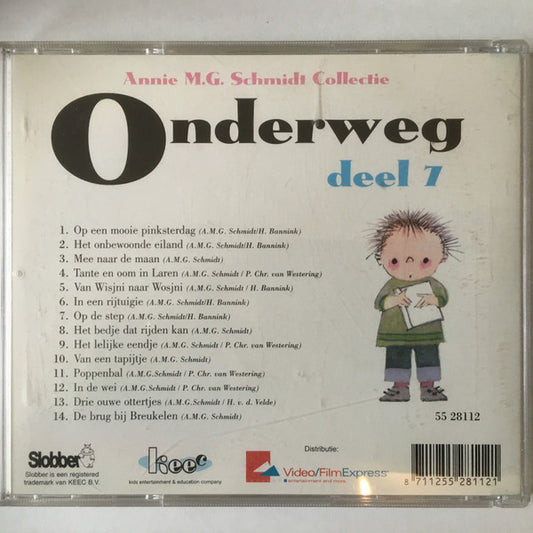 Annie M.G. Schmidt Collectie
Onderweg
deel 7
1. Op een mooie pinksterdag (A.M.G. Schmidt/H. Bannink)
2. Het onbewoonde eiland (A.M.G. Schmidt/H. Bannink)
3. Mee naar de maan (A.M.G. Schmidt)
4. Tante en oom in Laren (A.M.G. Schmidt / P. Chr. van Westering)
5. Van Wisjni naar Wosjni (A.M.G. Schmidt / H. Bannink)
6. In een rijtuigie (A.M.G. Schmidt/H. Bannink)
7. Op de step (A.M.G. Schmidt/H. Bannink)
8. Het bedje dat rijden kan (A.M.G. Schmidt)
9. Het lelijke eendje (A.M.G. Schmidt / P. Chr. van Westering)
10. Van een tapijtje (A.M.G. Schmidt)
11. Poppenbal (A.M.G. Schmidt / P. Chr. van Westering)
12. In de wei (A.M.G. Schmidt / P. Chr. van Westering)
13. Drie ouwe ottertjes (A.M.G.Schmidt / H. v. d. Velde)
14. De brug bij Breukelen (A.M.G. Schmidt)
55 28112
Slobber
Slobber is een registered
trademark van KEEC B.V.
keec
kids entertainment & education company
Distributie:
Video/FilmExpress
entertainment and more
8 711255 281121